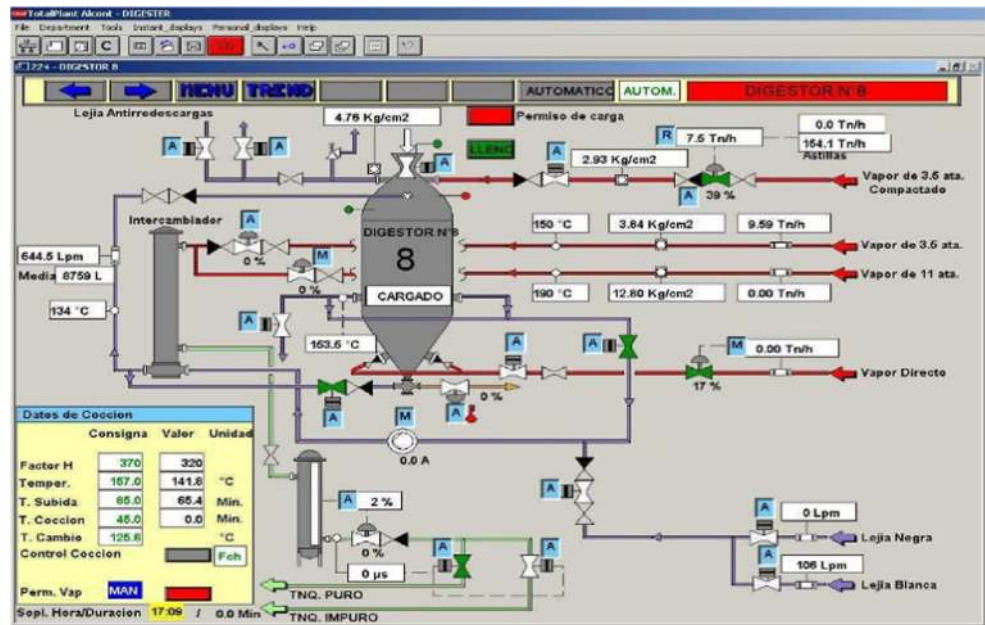 TotalPlant Alcont - DIGESTER
File Department Tools Instant_displays Personal_displays Help
C
224 - DIGESTOR 8
MENU TREND AUTOMATICO AUTOM. DIGESTOR N°8
Lejia Antirredescargas
4.76 Kg/cm2
Permiso de carga
LLENO
A
A
A
A
2.93 Kg/cm2
R
7.5 Tn/h
0.0 Tn/h
154.1 Tn/h
Astillas
A
39 %
Vapor de 3.5 ata.
Compactado
Intercambiador
A
0 %
M
0 %
DIGESTOR N°8
8
CARGADO
150 °C
3.84 Kg/cm2
9.59 Tn/h
Vapor de 3.5 ata.
190 °C
12.80 Kg/cm2
0.00 Tn/h
Vapor de 11 ata.
644.5 Lpm
Media 8759 L
134 °C
A
153.5 °C
A
A
M
0.00 Tn/h
17 %
Vapor Directo
A
M
A
0 %
0.0 A
Datos de Coccion
Consigna Valor Unidad
Factor H 370 320
Temper. 157.0 141.8 °C
T. Subida 65.0 65.4 Min.
T. Coccion 45.0 0.0 Min.
T. Cambio 125.6 °C
Control Coccion Fch
Perm. Vap MAN
Sopl. Hora/Duracion 17:09 / 0.0 Min
A
2 %
0 %
0 µs
A
A
TNQ. PURO
TNQ. IMPURO
A
A
0 Lpm
Lejia Negra
A
106 Lpm
Lejia Blanca